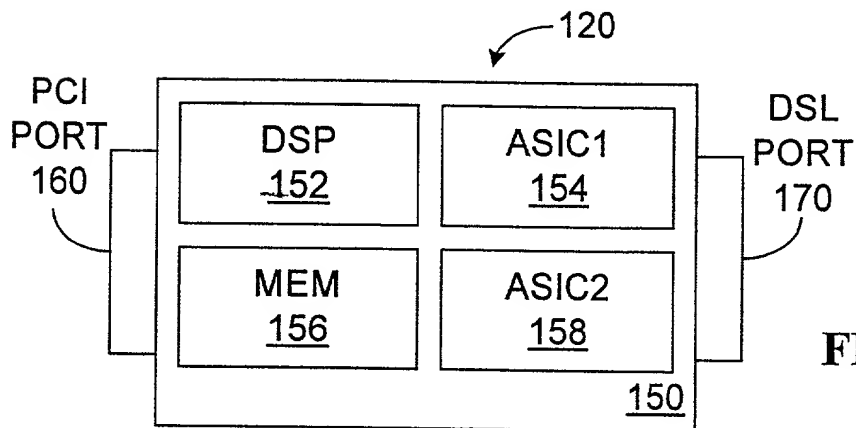 120
PCI
PORT
160
DSP
152
ASIC1
154
DSL
PORT
170
MEM
156
ASIC2
158
150